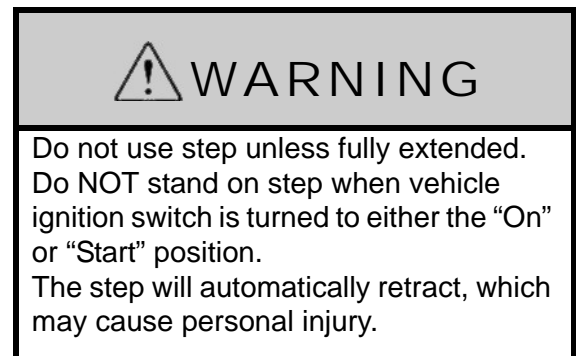 WARNING
Do not use step unless fully extended.
Do NOT stand on step when vehicle
ignition switch is turned to either the “On”
or “Start” position.
The step will automatically retract, which
may cause personal injury.